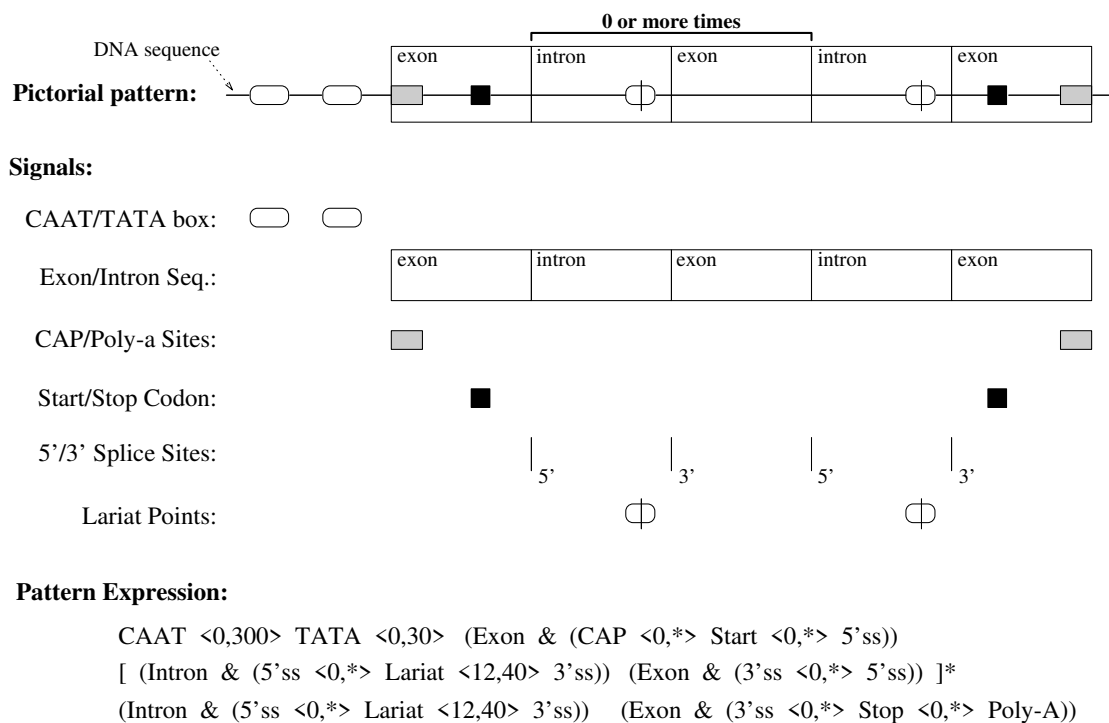 0 or more times
DNA sequence
exon intron exon intron exon
Pictorial pattern:
Signals:
CAAT/TATA box:
exon intron exon intron exon
Exon/Intron Seq.:
CAP/Poly-a Sites:
Start/Stop Codon:
5'/3' Splice Sites:
5' 3' 5' 3'
Lariat Points:
Pattern Expression:
CAAT <0,300> TATA <0,30> (Exon & (CAP <0,*> Start <0,*> 5'ss))
[ (Intron & (5'ss <0,*> Lariat <12,40> 3'ss)) (Exon & (3'ss <0,*> 5'ss)) ]*
(Intron & (5'ss <0,*> Lariat <12,40> 3'ss)) (Exon & (3'ss <0,*> Stop <0,*> Poly-A))